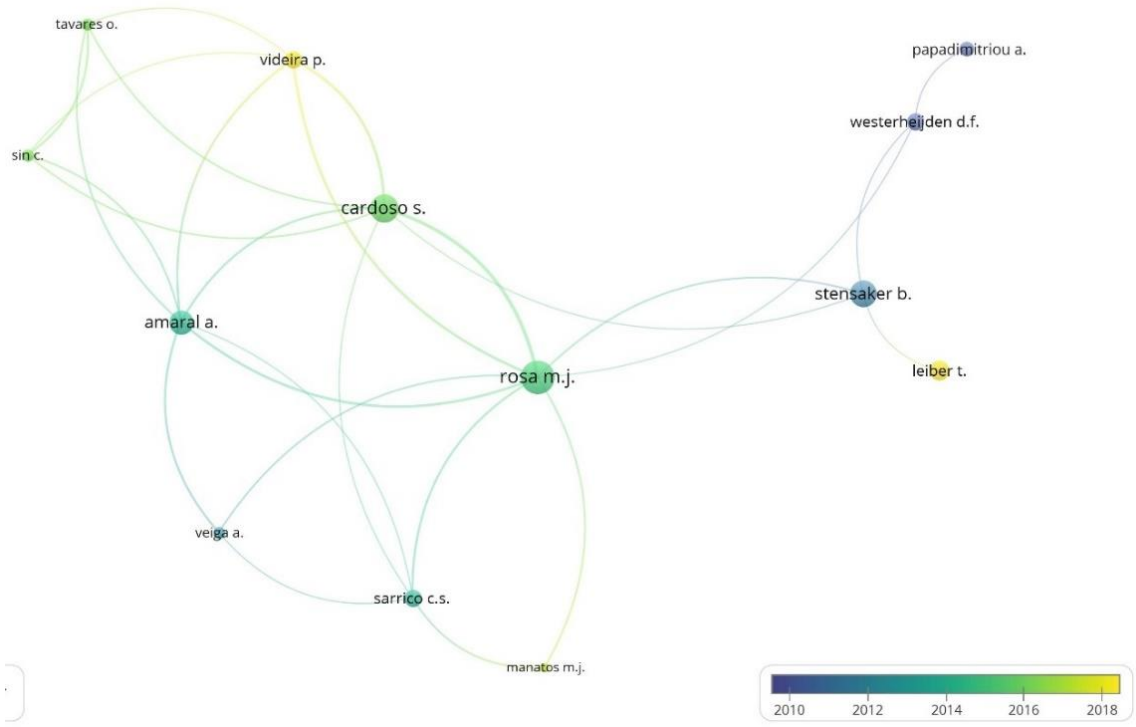 tavares o.
papadimitriou a.
videira p.
westerheijden d.f.
sin c.
cardoso s.
stensaker b.
amaral a.
leiber t.
rosa m.j.
veiga a.
sarrico c.s.
manatos m.j.
2010 2012 2014 2016 2018